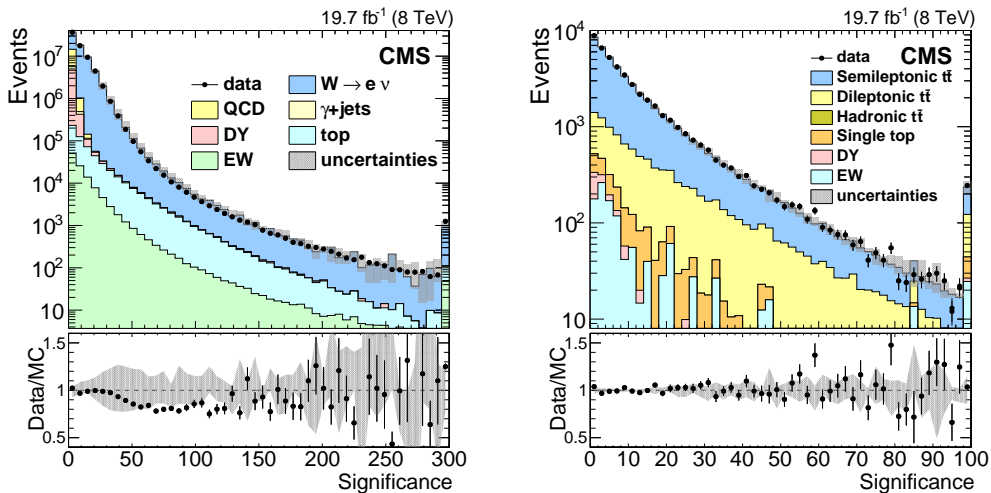 19.7 fb⁻¹ (8 TeV)
CMS
Events
10⁷
10⁶
10⁵
10⁴
10³
10²
10
data
W → e ν
QCD
γ+jets
DY
top
EW
uncertainties
Data/MC
1.5
1
0.5
0 50 100 150 200 250 300
Significance
19.7 fb⁻¹ (8 TeV)
CMS
Events
10⁴
10³
10²
10
data
Semileptonic tt̄
Dileptonic tt̄
Hadronic tt̄
Single top
DY
EW
uncertainties
Data/MC
1.5
1
0.5
0 10 20 30 40 50 60 70 80 90 100
Significance